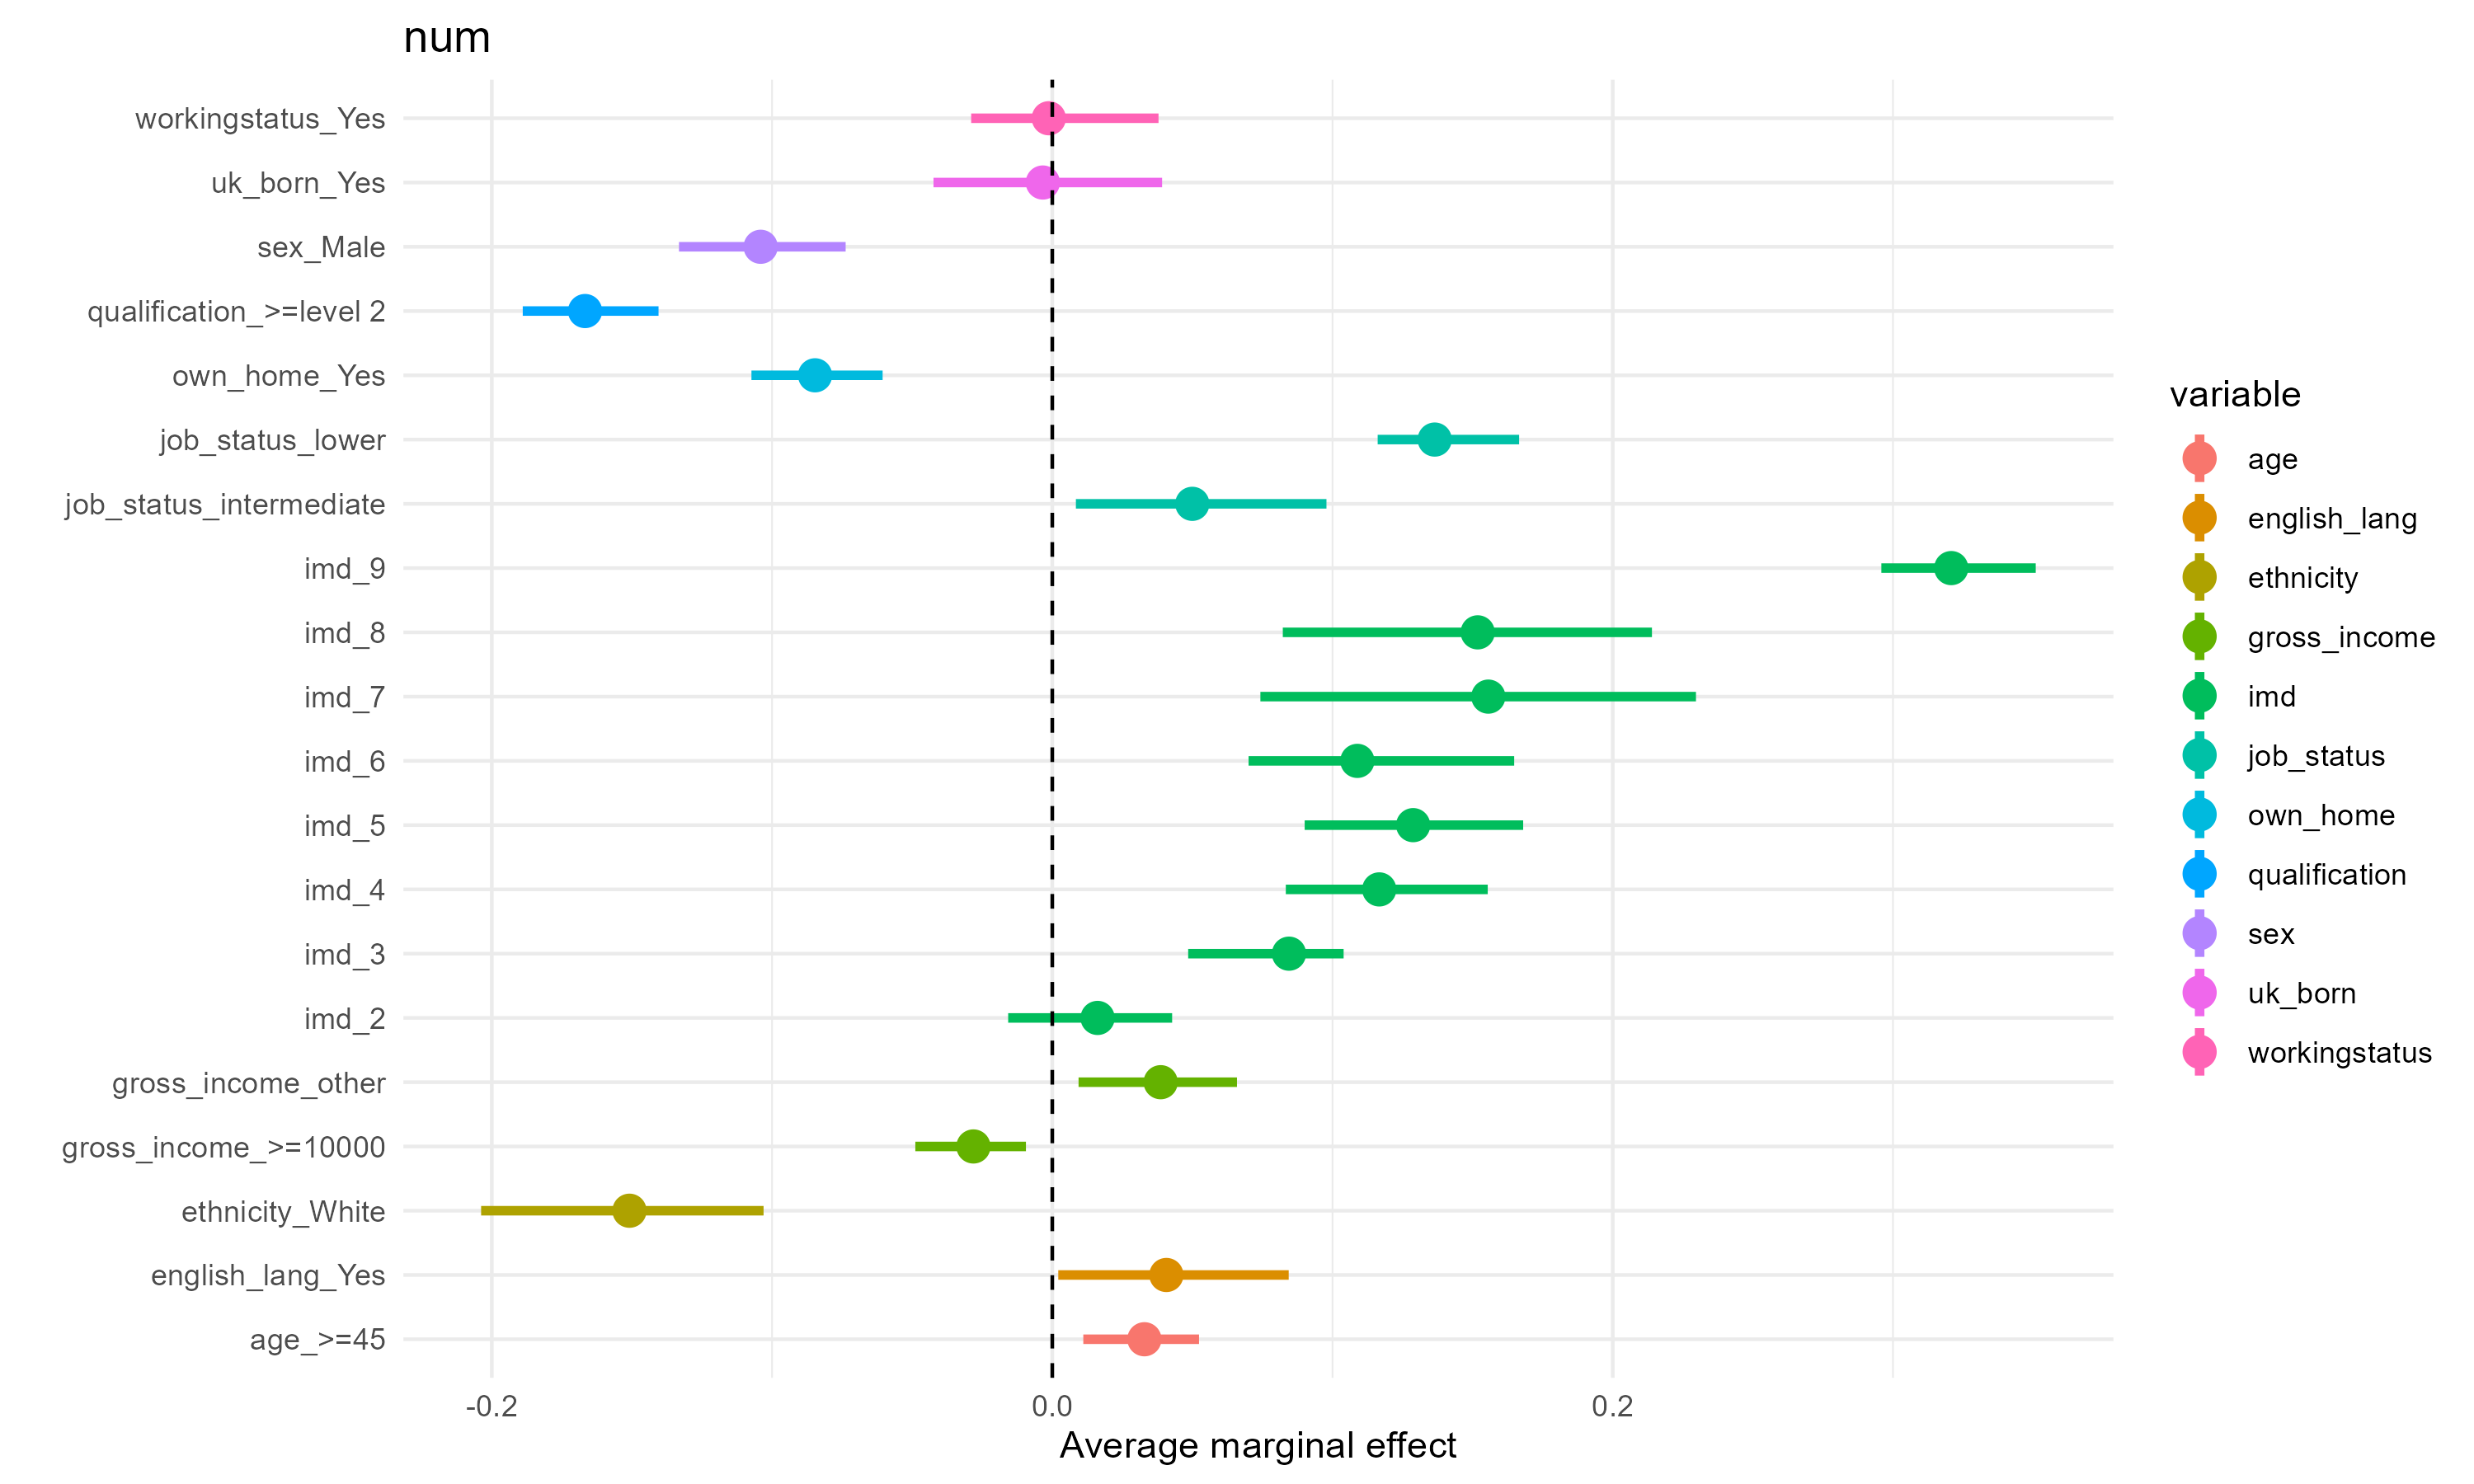 num
workingstatus_Yes
uk_born_Yes
sex_Male
qualification_>=level 2
own_home_Yes
job_status_lower
job_status_intermediate
imd_9
imd_8
imd_7
imd_6
imd_5
imd_4
imd_3
imd_2
gross_income_other
gross_income_>=10000
ethnicity_White
english_lang_Yes
age_>=45
-0.2 0.0 0.2
Average marginal effect
variable
age
english_lang
ethnicity
gross_income
imd
job_status
own_home
qualification
sex
uk_born
workingstatus